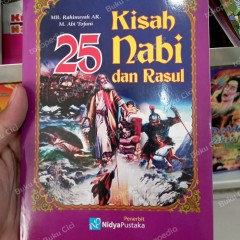 MB. Rahimsyah AR.
M. Abi Tofani
Kisah
25 Nabi
dan Rasul
Penerbit
NidyaPustaka